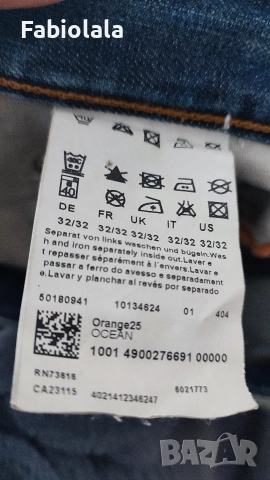 Fabiolala
40C
40
DE FR UK IT US
32/32 32/32 32/32 32/32 32/32
Separat von links waschen und bügeln.Was
h and iron separately inside out.Laver e
t repasser séparément à l'envers.Lavar e
passar a ferro do avesso e separadament
e.Lavar y planchar al revés por separado
.
50180941 10134624 01 404
Orange25
OCEAN
1001 4900276691 00000
RN73616
CA23115 4021412346247 6021773
BAZAR